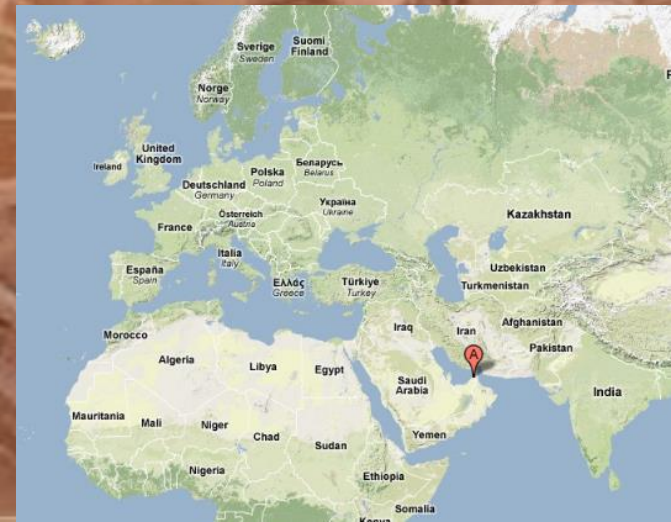 Sverige
Sweden
Suomi
Finland
Norge
Norway
United
Kingdom
Ireland
Беларусь
Belarus
Polska
Poland
Deutschland
Germany
Україна
Ukraine
Österreich
Austria
France
Kazakhstan
Italia
Italy
España
Spain
Ελλάς
Greece
Türkiye
Turkey
Uzbekistan
Turkmenistan
Morocco
Iraq
Iran
Afghanistan
A
Pakistan
Algeria
Libya
Egypt
Saudi
Arabia
India
Mauritania
Mali
Niger
Chad
Sudan
Yemen
Nigeria
Ethiopia
Somalia
Kenya